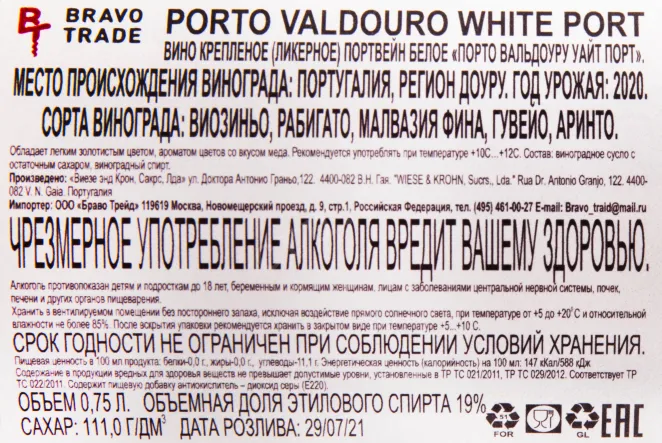 BRAVO TRADE
PORTO VALDOURO WHITE PORT
ВИНО КРЕПЛЕНОЕ (ЛИКЕРНОЕ) ПОРТВЕЙН БЕЛОЕ «ПОРТО ВАЛЬДОУРУ УАЙТ ПОРТ».
МЕСТО ПРОИСХОЖДЕНИЯ ВИНОГРАДА: ПОРТУГАЛИЯ, РЕГИОН ДОУРУ. ГОД УРОЖАЯ: 2020.
СОРТА ВИНОГРАДА: ВИОЗИНЬО, РАБИГАТО, МАЛВАЗИЯ ФИНА, ГУВЕЙО, АРИНТО.
Обладает легким золотистым цветом, ароматом цветов со вкусом меда. Рекомендуется употреблять при температуре +10С...+12С. Состав: виноградное сусло с
остаточным сахаром, виноградный спирт.
Произведено: «Виезе энд Крон, Сакрс, Лда» ул. Доктора Антонио Граньо,122. 4400-082 В.Н. Гая. "WIESE & KROHN, Sucrs., Lda." Rua Dr. Antonio Granjo, 122. 4400-
082 V. N. Gaia. Португалия
Импортер: ООО «Браво Трейд» 119619 Москва, Новомещерский проезд, д. 9, стр.1, Российская Федерация, тел. (495) 461-00-27 E-mail: Bravo_traid@mail.ru
ЧРЕЗМЕРНОЕ УПОТРЕБЛЕНИЕ АЛКОГОЛЯ ВРЕДИТ ВАШЕМУ ЗДОРОВЬЮ.
Алкоголь противопоказан детям и подросткам до 18 лет, беременным и кормящим женщинам, лицам с заболеваниями центральной нервной системы, почек,
печени и других органов пищеварения.
Хранить в вентилируемом помещении без постороннего запаха, исключая воздействие прямого солнечного света, при температуре от +5 до +20°С и относительной
влажности не более 85%. После вскрытия упаковки рекомендуется хранить в закрытом виде при температуре +5...+10 С.
СРОК ГОДНОСТИ НЕ ОГРАНИЧЕН ПРИ СОБЛЮДЕНИИ УСЛОВИЙ ХРАНЕНИЯ.
Пищевая ценность в 100 мл продукта: белки-0,0 г., жиры-0,0 г., углеводы-11,1 г. Энергетическая ценность (калорийность) на 100 мл: 147 кКал/588 кДж
Содержание в продукции вредных для здоровья веществ не превышает допустимые уровни, установленные в ТР ТС 021/2011, ТР ТС 029/2012. Соответствует ТР
ТС 022/2011. Содержит пищевую добавку антиокислитель – диоксид серы (Е220).
ОБЪЕМ 0,75 Л. ОБЪЕМНАЯ ДОЛЯ ЭТИЛОВОГО СПИРТА 19%
САХАР: 111,0 Г/ДМ³ ДАТА РОЗЛИВА: 29/07/21
51 FOR GL EAC